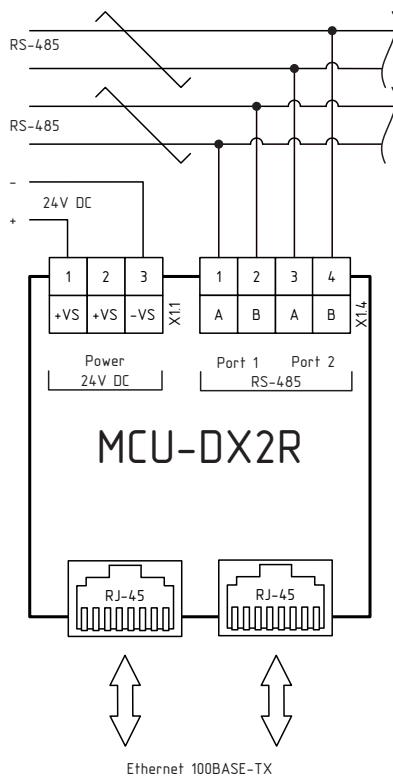 RS-485
RS-485
-
24V DC
+
1 2 3 1 2 3 4
+VS +VS -VS X1.1 A B A B X1.4
Power Port 1 Port 2
24V DC RS-485
MCU-DX2R
RJ-45 RJ-45
Ethernet 100BASE-TX